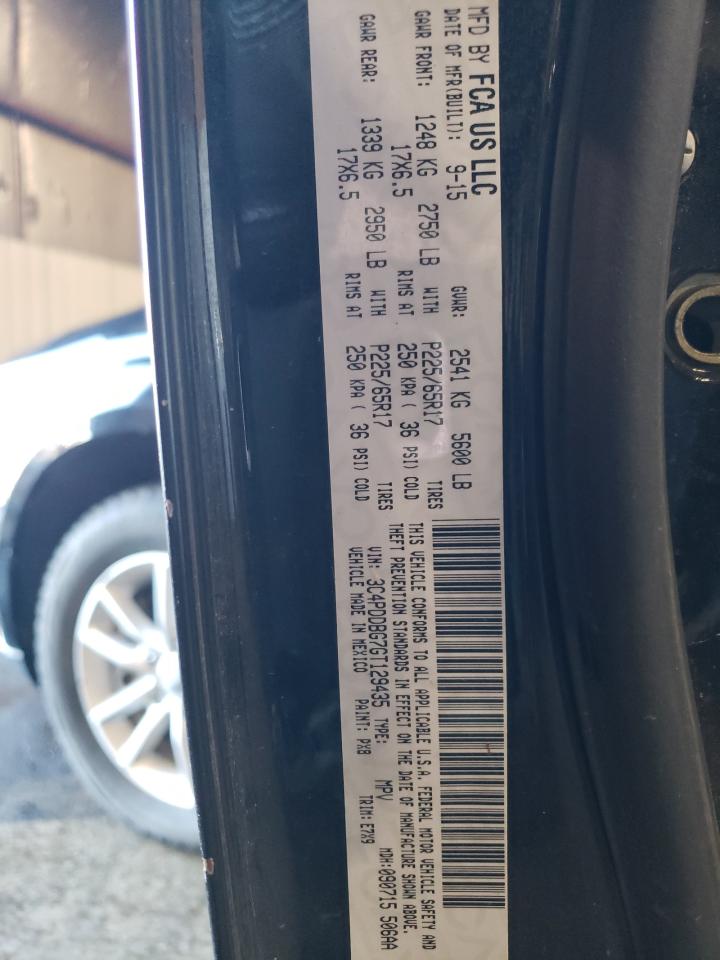 MFD BY FCA US LLC
DATE OF MFR(BUILT): 9-15 GVWR: 2541 KG 5600 LB
GAWR FRONT: 1248 KG 2750 LB WITH P225/65R17 TIRES
17X6.5 RIMS AT 250 KPA ( 36 PSI) COLD
GAWR REAR: 1339 KG 2950 LB WITH P225/65R17 TIRES
17X6.5 RIMS AT 250 KPA ( 36 PSI) COLD
THIS VEHICLE CONFORMS TO ALL APPLICABLE U.S.A. FEDERAL MOTOR VEHICLE SAFETY AND
THEFT PREVENTION STANDARDS IN EFFECT ON THE DATE OF MANUFACTURE SHOWN ABOVE.
VIN: 3C4PDDBG7GT129435 TYPE: MPV MDH:090715 506AA
VEHICLE MADE IN MEXICO PAINT: PX8 TRIM:E7X9